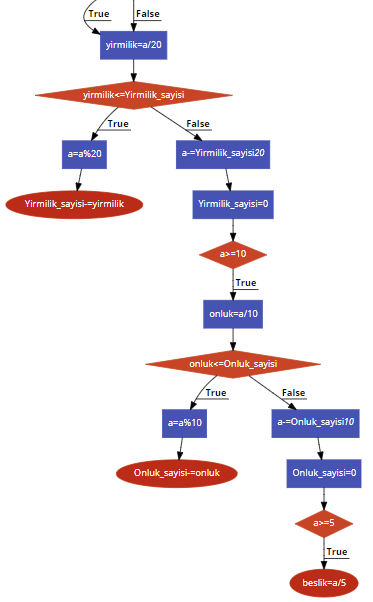 True
False
yirmilik=a/20
yirmilik<=Yirmilik_sayisi
True
False
a=a%20
a-=Yirmilik_sayisi20
Yirmilik_sayisi-=yirmilik
Yirmilik_sayisi=0
a>=10
True
onluk=a/10
onluk<=Onluk_sayisi
True
False
a=a%10
a-=Onluk_sayisi10
Onluk_sayisi-=onluk
Onluk_sayisi=0
a>=5
True
beslik=a/5